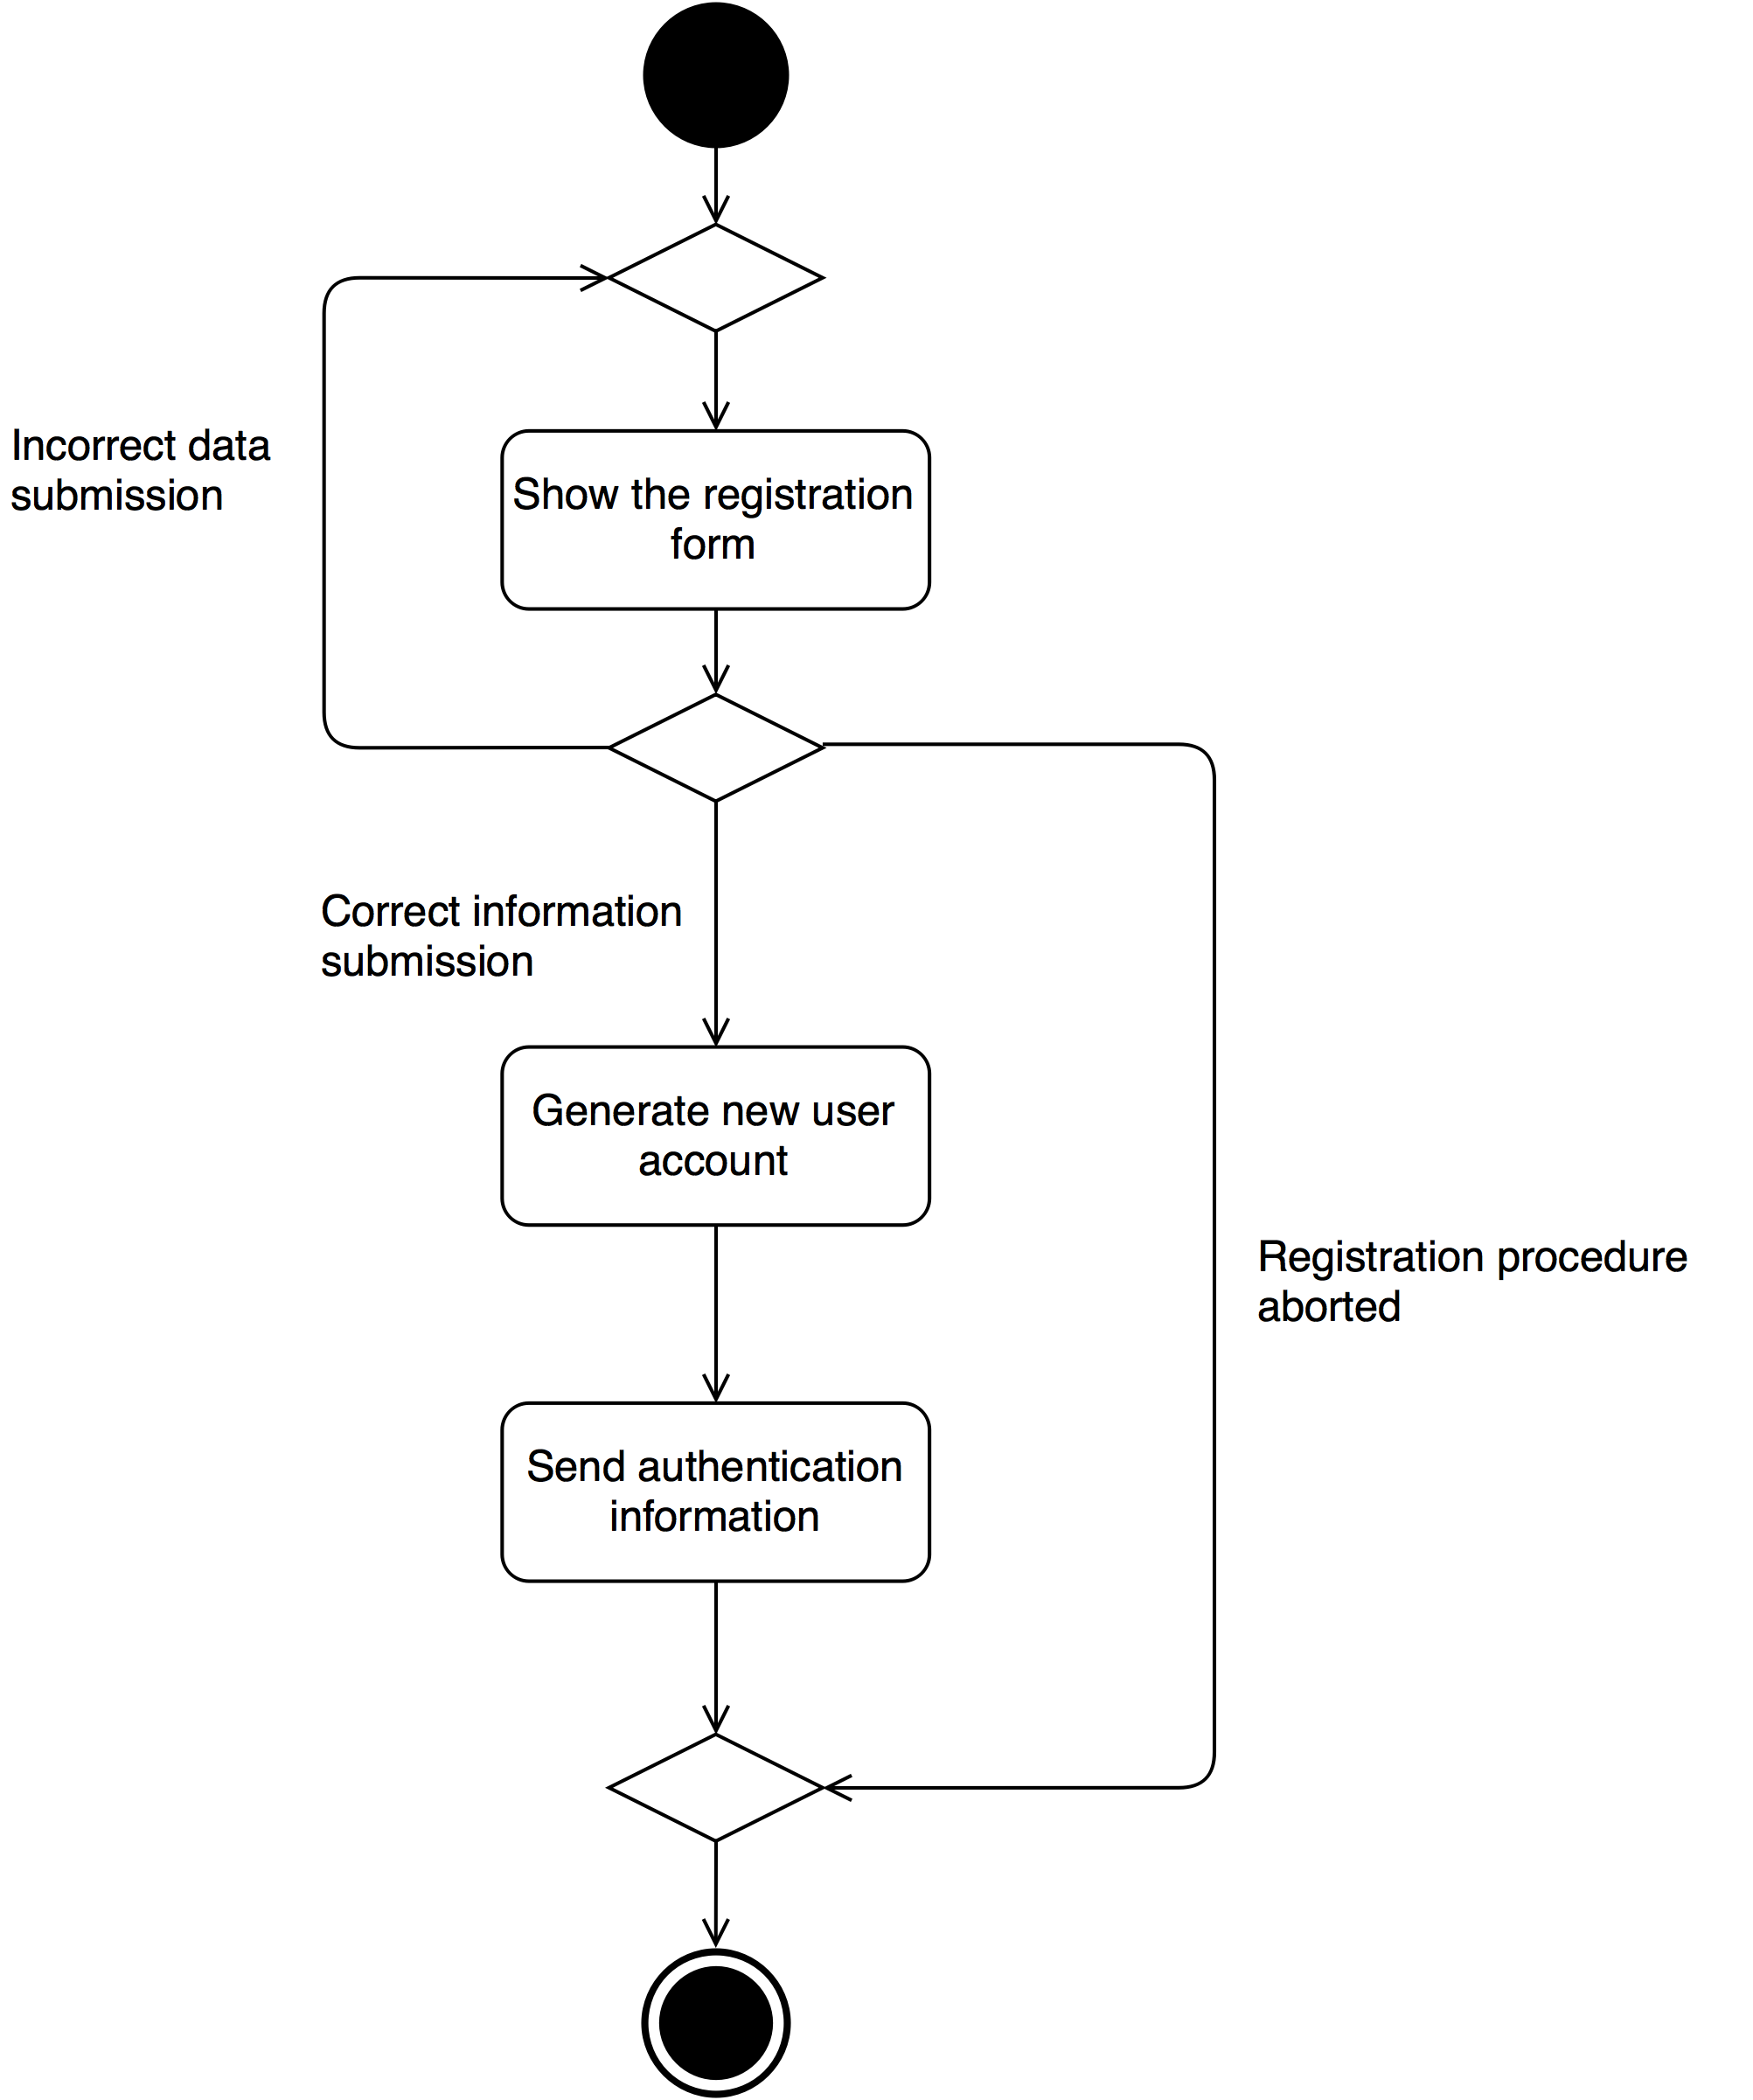 Incorrect data
submission
Show the registration
form
Correct information
submission
Generate new user
account
Registration procedure
aborted
Send authentication
information